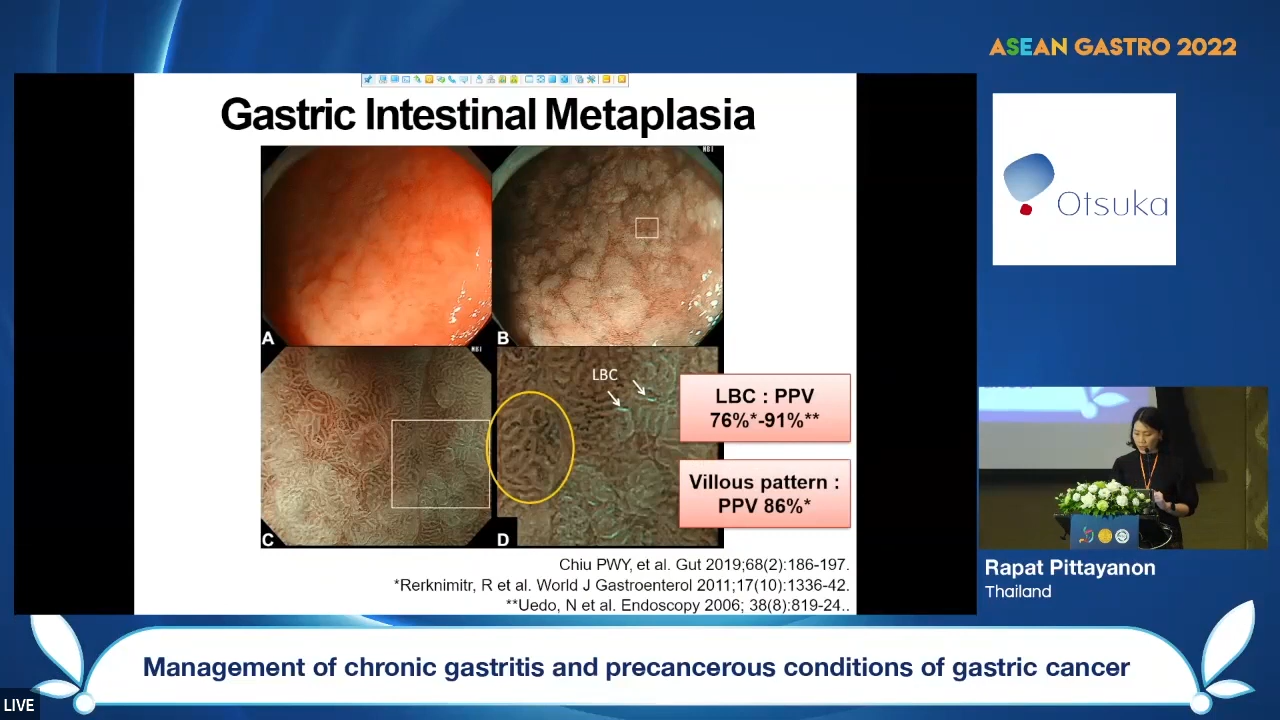 ASEAN GASTRO 2022
Gastric Intestinal Metaplasia
NBI
A
B
NBI
LBC
C
D
LBC : PPV
76%*-91%**
Villous pattern :
PPV 86%*
Chiu PWY, et al. Gut 2019;68(2):186-197.
*Rerknimitr, R et al. World J Gastroenterol 2011;17(10):1336-42.
**Uedo, N et al. Endoscopy 2006; 38(8):819-24..
Otsuka
Rapat Pittayanon
Thailand
Management of chronic gastritis and precancerous conditions of gastric cancer
LIVE